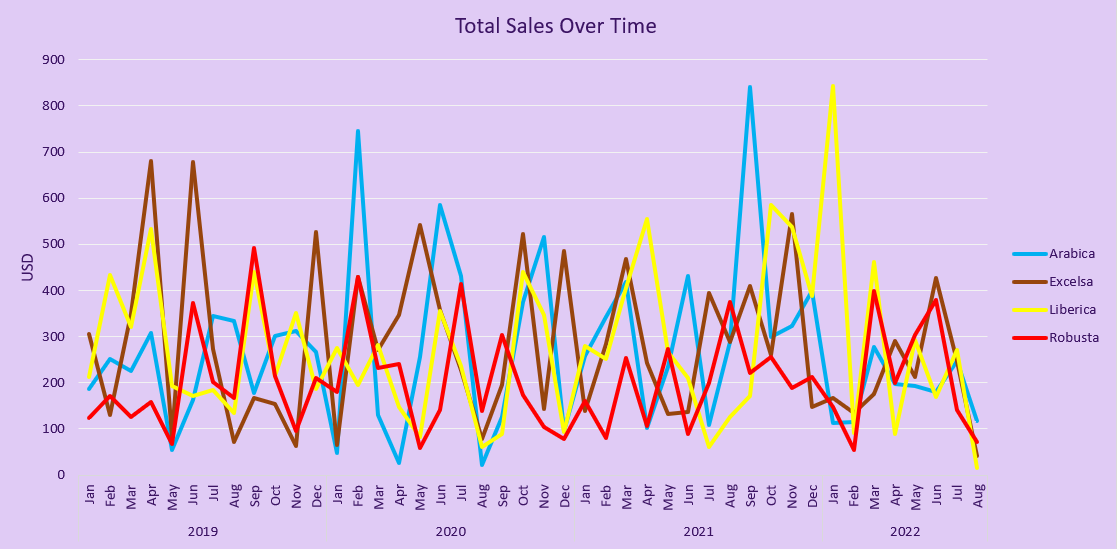 Total Sales Over Time
900
800
700
600
500
400
300
200
100
0
USD
Jan Feb Mar Apr May Jun Jul Aug Sep Oct Nov Dec Jan Feb Mar Apr May Jun Jul Aug Sep Oct Nov Dec Jan Feb Mar Apr May Jun Jul Aug Sep Oct Nov Dec Jan Feb Mar Apr May Jun Jul Aug
2019 2020 2021 2022
Arabica
Excelsa
Liberica
Robusta